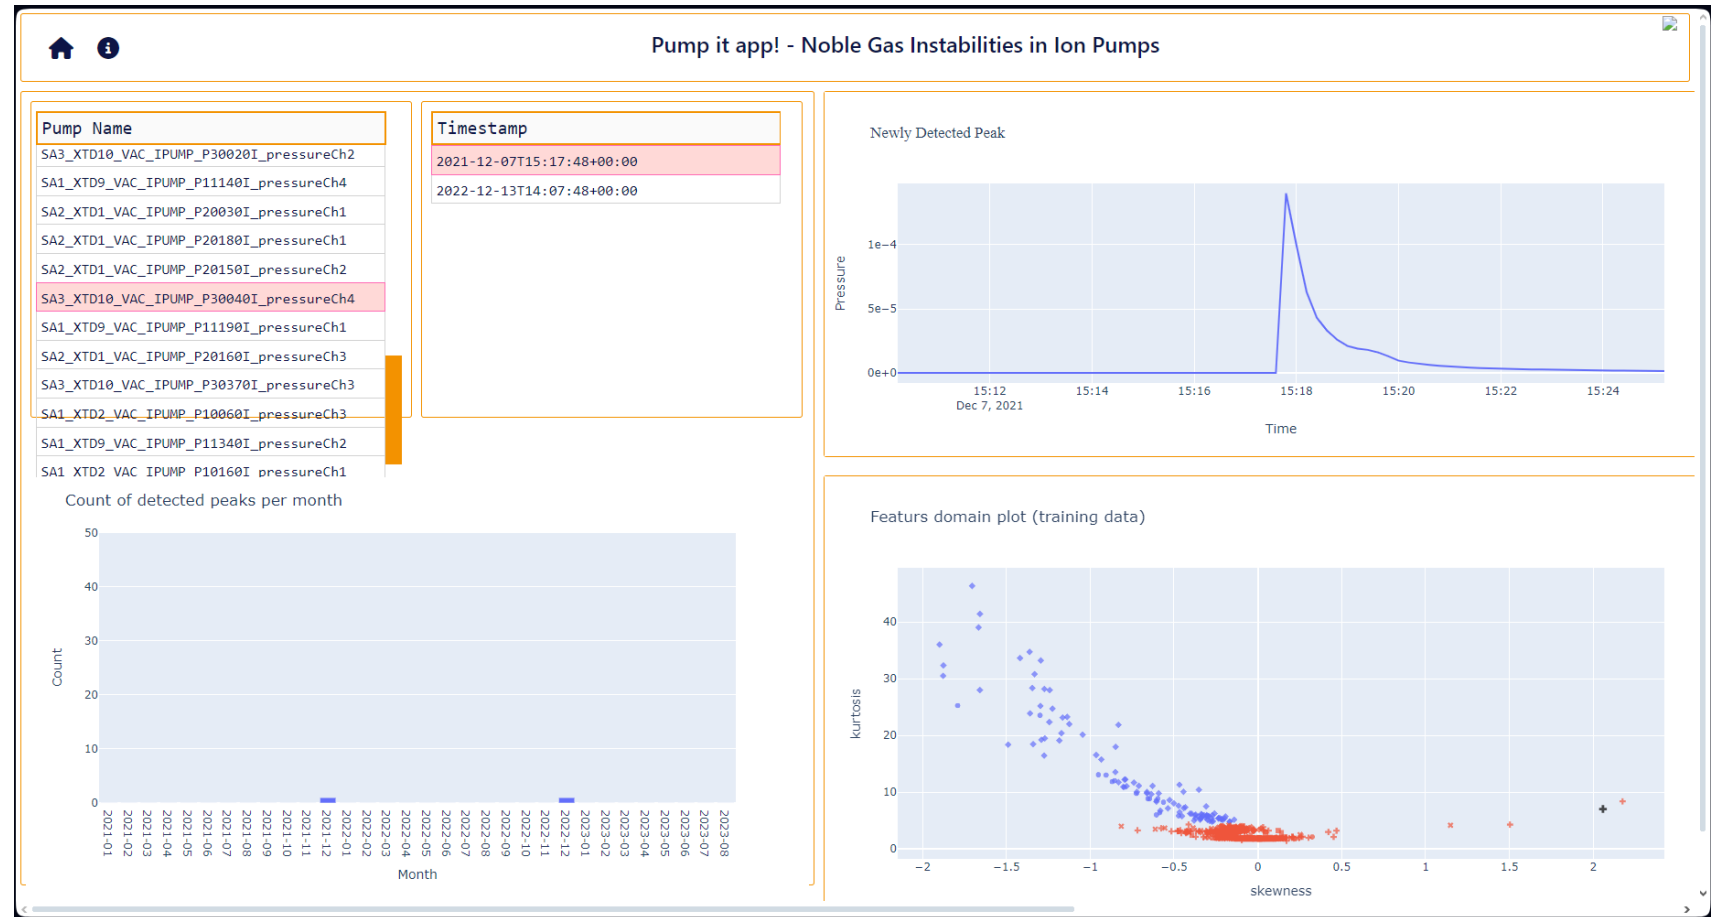 Pump it app! - Noble Gas Instabilities in Ion Pumps
Pump Name
SA3_XTD10_VAC_IPUMP_P30020I_pressureCh2
SA1_XTD9_VAC_IPUMP_P11140I_pressureCh4
SA2_XTD1_VAC_IPUMP_P20030I_pressureCh1
SA2_XTD1_VAC_IPUMP_P20180I_pressureCh1
SA2_XTD1_VAC_IPUMP_P20150I_pressureCh2
SA3_XTD10_VAC_IPUMP_P30040I_pressureCh4
SA1_XTD9_VAC_IPUMP_P11190I_pressureCh1
SA2_XTD1_VAC_IPUMP_P20160I_pressureCh3
SA3_XTD10_VAC_IPUMP_P30370I_pressureCh3
SA1_XTD2_VAC_IPUMP_P10060I_pressureCh3
SA1_XTD9_VAC_IPUMP_P11340I_pressureCh2
SA1 XTD2 VAC IPUMP P10160I pressureCh1
Timestamp
2021-12-07T15:17:48+00:00
2022-12-13T14:07:48+00:00
Newly Detected Peak
Pressure
1e-4
5e-5
0e+0
15:12 15:14 15:16 15:18 15:20 15:22 15:24
Dec 7, 2021
Time
Count of detected peaks per month
Count
50
40
30
20
10
0
2021-01 2021-02 2021-03 2021-04 2021-05 2021-06 2021-07 2021-08 2021-09 2021-10 2021-11 2021-12 2022-01 2022-02 2022-03 2022-04 2022-05 2022-06 2022-07 2022-08 2022-09 2022-10 2022-11 2022-12 2023-01 2023-02 2023-03 2023-04 2023-05 2023-06 2023-07 2023-08
Month
Featurs domain plot (training data)
kurtosis
40
30
20
10
0
−2 −1.5 −1 −0.5 0 0.5 1 1.5 2
skewness